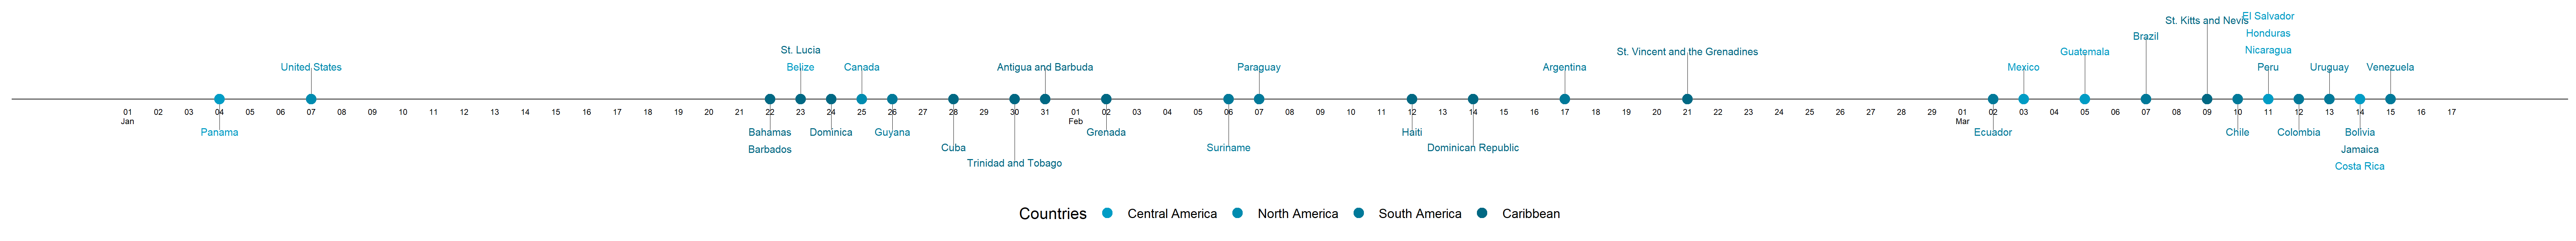 El Salvador
St. Kitts and Nevis
Honduras
Brazil
St. Lucia
St. Vincent and the Grenadines
Guatemala
Nicaragua
United States
Belize
Canada
Antigua and Barbuda
Paraguay
Argentina
Mexico
Peru
Uruguay
Venezuela
01 02 03 04 05 06 07 08 09 10 11 12 13 14 15 16 17 18 19 20 21 22 23 24 25 26 27 28 29 30 31 01 02 03 04 05 06 07 08 09 10 11 12 13 14 15 16 17 18 19 20 21 22 23 24 25 26 27 28 29 01 02 03 04 05 06 07 08 09 10 11 12 13 14 15 16 17
Jan Feb Mar
Panama
Bahamas
Dominica
Guyana
Grenada
Haiti
Ecuador
Chile
Colombia
Bolivia
Barbados
Cuba
Suriname
Dominican Republic
Jamaica
Trinidad and Tobago
Costa Rica
Countries Central America North America South America Caribbean